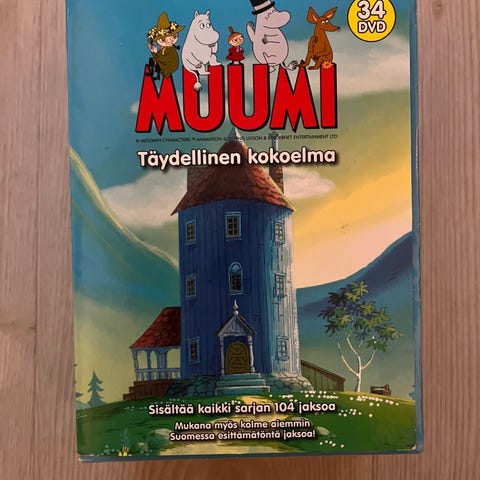 34
DVD
MUUMI
Täydellinen kokoelma
Sisältää kaikki sarjan 104 jaksoa
Mukana myös kolme aiemmin
Suomessa esittämätöntä jaksoa!